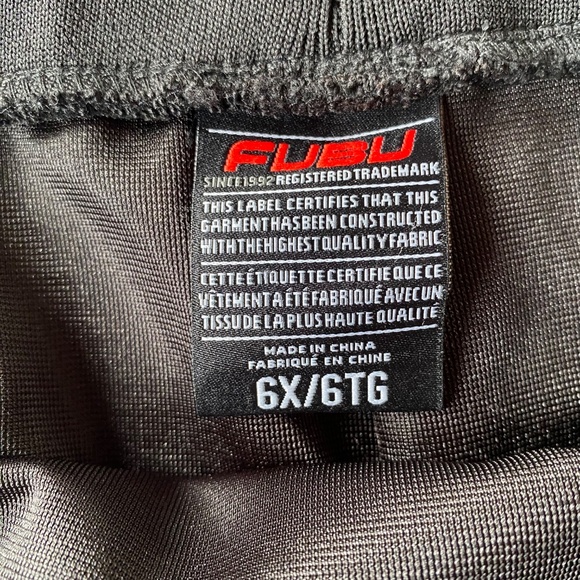 FUBU
SINCE 1992 REGISTERED TRADEMARK
THIS LABEL CERTIFIES THAT THIS
GARMENT HAS BEEN CONSTRUCTED
WITH THE HIGHEST QUALITY FABRIC
CETTE ÉTIQUETTE CERTIFIE QUE CE
VÊTEMENT A ÉTÉ FABRIQUÉ AVEC UN
TISSU DE LA PLUS HAUTE QUALITÉ
MADE IN CHINA
FABRIQUÉ EN CHINE
6X/6TG